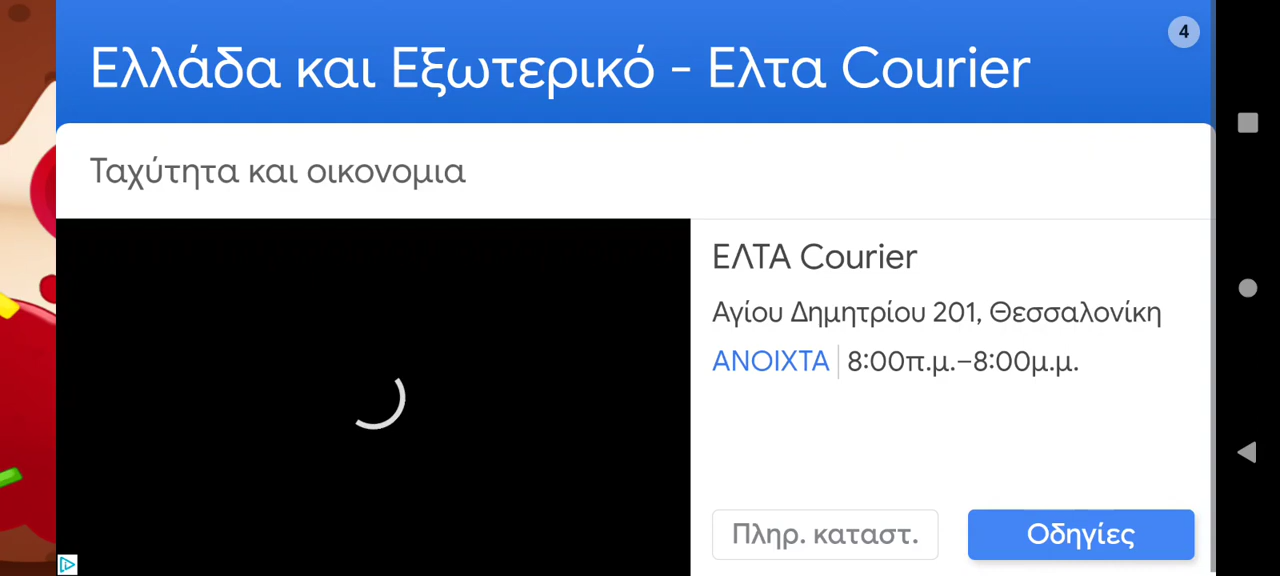 4
Ελλάδα και Εξωτερικό - Ελτα Courier
Ταχύτητα και οικονομια
ΕΛΤΑ Courier
Αγίου Δημητρίου 201, Θεσσαλονίκη
ΑΝΟΙΧΤΑ 8:00π.μ.–8:00μ.μ.
Πληρ. καταστ. Οδηγίες